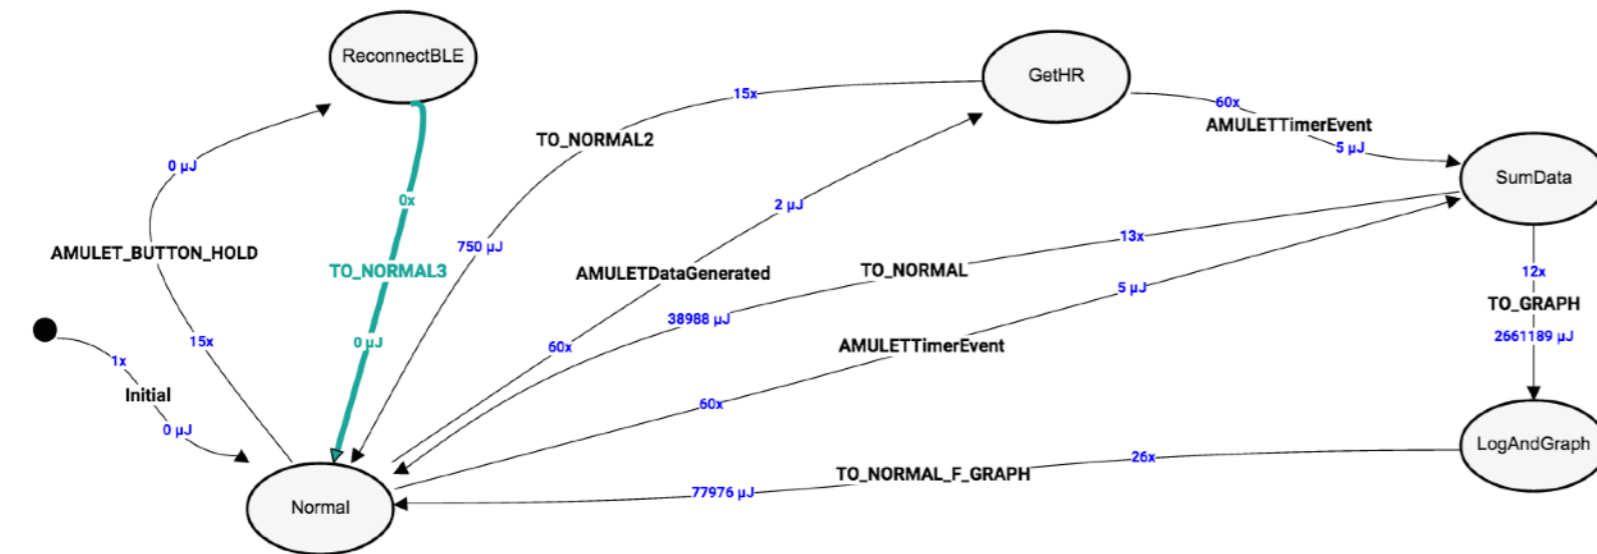 ReconnectBLE
GetHR
15x
60x
TO_NORMAL2
AMULETTimerEvent
5 µJ
0 µJ
SumData
0x
2 µJ
13x
750 µJ
AMULET_BUTTON_HOLD
TO_NORMAL3
AMULETDataGenerated
TO_NORMAL
12x
5 µJ
TO_GRAPH
38988 µJ
2661189 µJ
15x
0 µJ
60x
AMULETTimerEvent
1x
Initial
60x
0 µJ
LogAndGraph
26x
TO_NORMAL_F_GRAPH
77976 µJ
Normal